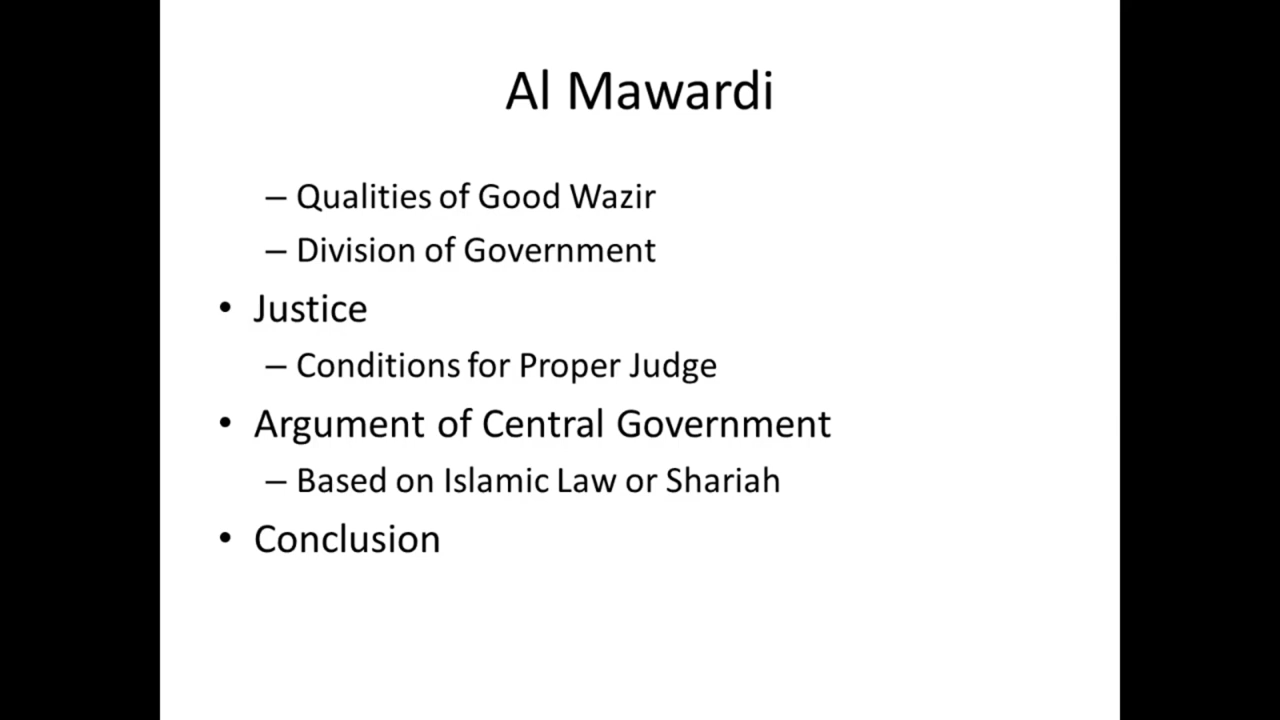 Al Mawardi
– Qualities of Good Wazir
– Division of Government
• Justice
– Conditions for Proper Judge
• Argument of Central Government
– Based on Islamic Law or Shariah
• Conclusion